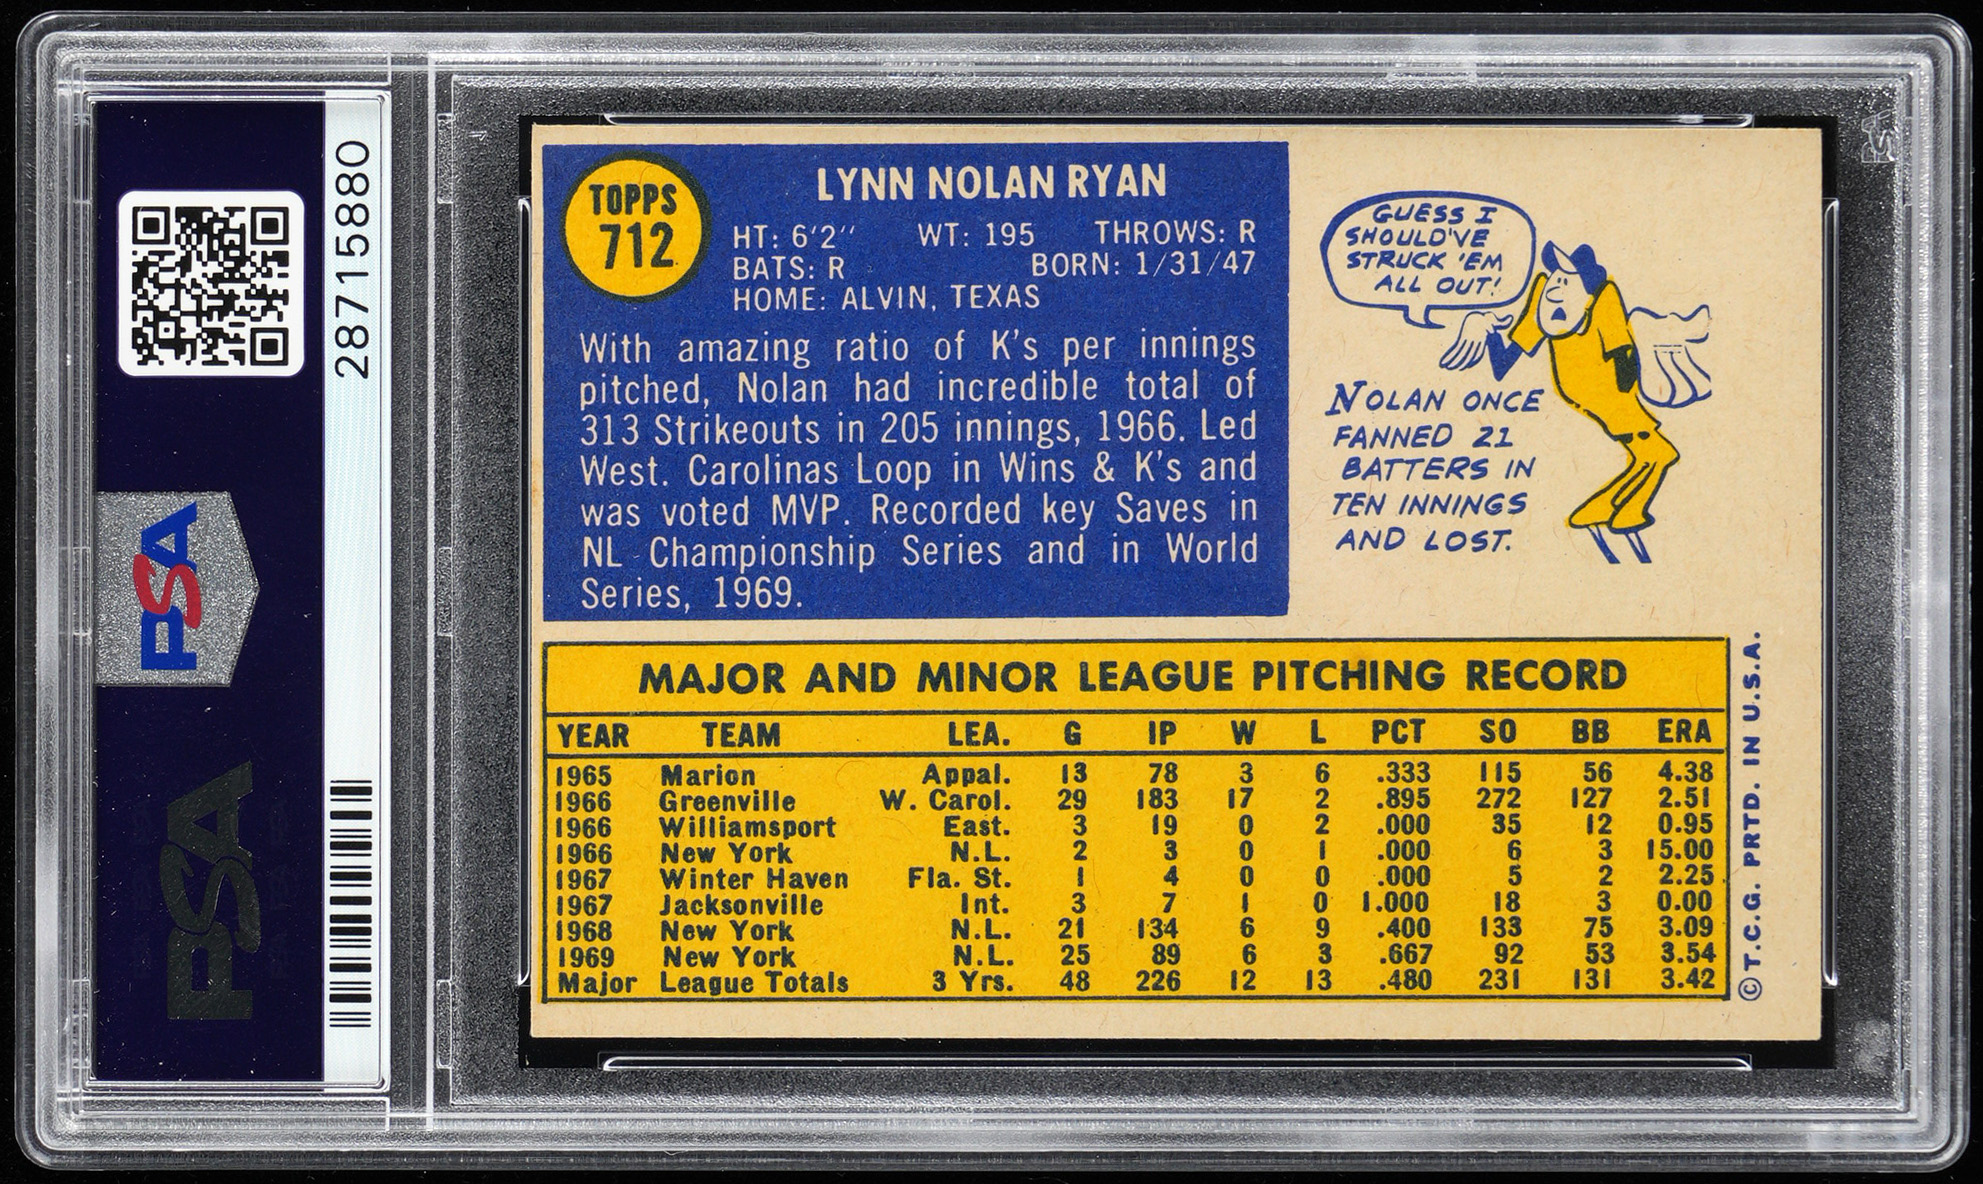 28715880
PSA
PSA
TOPPS
712
LYNN NOLAN RYAN
HT: 6'2" WT: 195 THROWS: R
BATS: R BORN: 1/31/47
HOME: ALVIN, TEXAS
With amazing ratio of K's per innings
pitched, Nolan had incredible total of
313 Strikeouts in 205 innings, 1966. Led
West. Carolinas Loop in Wins & K's and
was voted MVP. Recorded key Saves in
NL Championship Series and in World
Series, 1969.
GUESS I
SHOULD'VE
STRUCK 'EM
ALL OUT!
NOLAN ONCE
FANNED 21
BATTERS IN
TEN INNINGS
AND LOST.
MAJOR AND MINOR LEAGUE PITCHING RECORD
YEAR TEAM LEA. G IP W L PCT SO BB ERA
1965 Marion Appal. 13 78 3 6 .333 115 56 4.38
1966 Greenville W. Carol. 29 183 17 2 .895 272 127 2.51
1966 Williamsport East. 3 19 0 2 .000 35 12 0.95
1966 New York N.L. 2 3 0 1 .000 6 3 15.00
1967 Winter Haven Fla. St. 1 4 0 0 .000 5 2 2.25
1967 Jacksonville Int. 3 7 1 0 1.000 18 3 0.00
1968 New York N.L. 21 134 6 9 .400 133 75 3.09
1969 New York N.L. 25 89 6 3 .667 92 53 3.54
Major League Totals 3 Yrs. 48 226 12 13 .480 231 131 3.42
© T.C.G. PRTD. IN U.S.A.
PSA